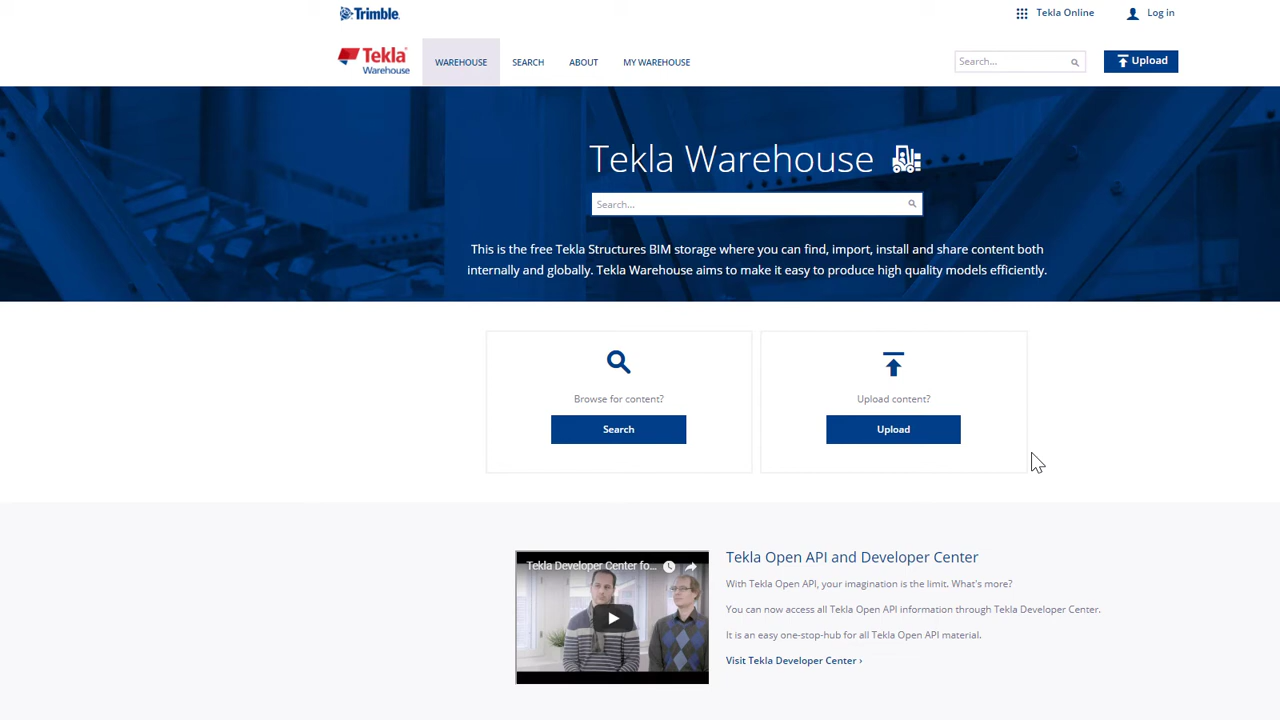 Trimble.
Tekla Online
Log in
Tekla®
Warehouse
WAREHOUSE
SEARCH
ABOUT
MY WAREHOUSE
Search...
Upload
Tekla Warehouse
Search...
This is the free Tekla Structures BIM storage where you can find, import, install and share content both
internally and globally. Tekla Warehouse aims to make it easy to produce high quality models efficiently.
Browse for content?
Search
Upload content?
Upload
Tekla Developer Center fo...
Tekla Open API and Developer Center
With Tekla Open API, your imagination is the limit. What's more?
You can now access all Tekla Open API information through Tekla Developer Center.
It is an easy one-stop-hub for all Tekla Open API material.
Visit Tekla Developer Center ›